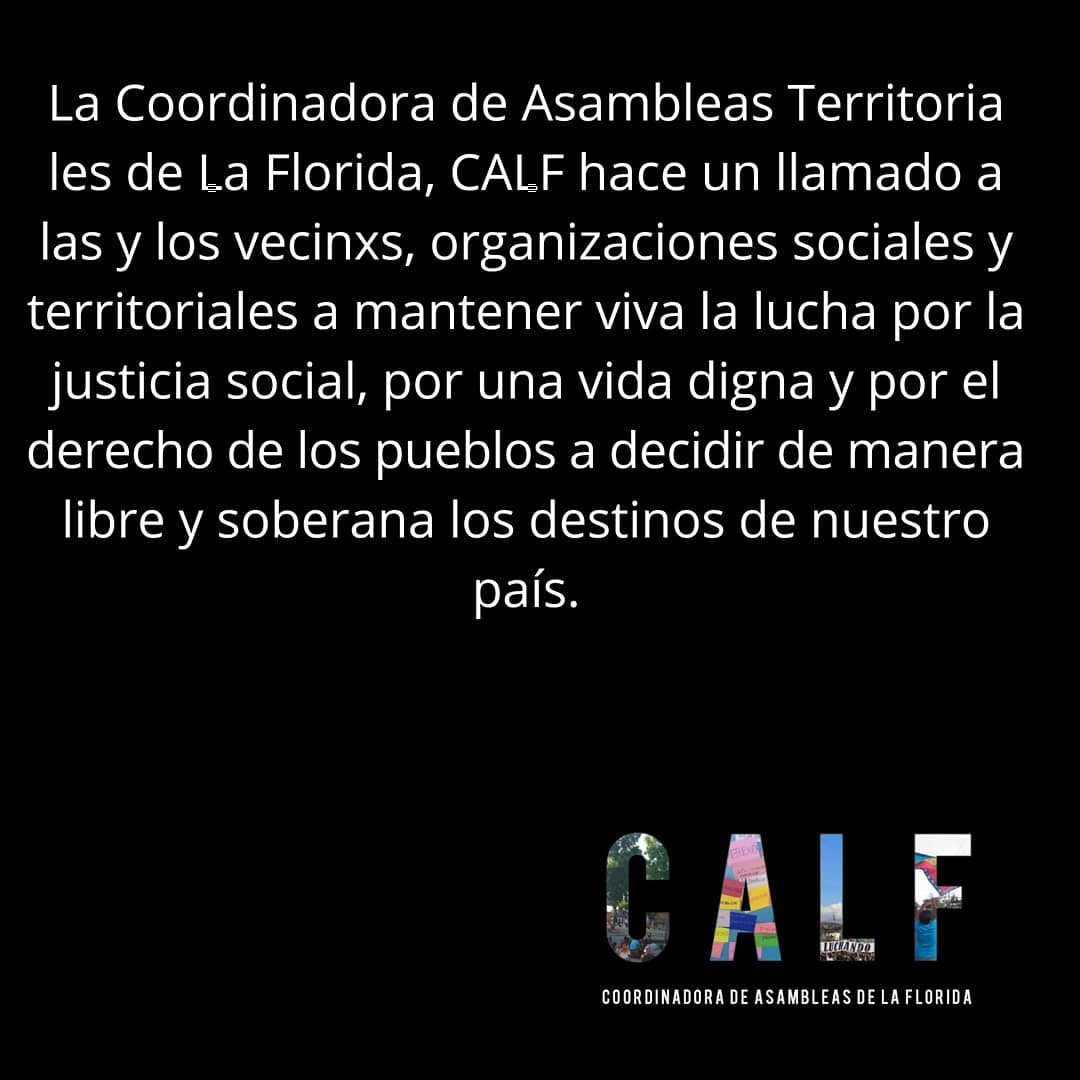 La Coordinadora de Asambleas Territoria
les de La Florida, CALF hace un llamado a
las y los vecinxs, organizaciones sociales y
territoriales a mantener viva la lucha por la
justicia social, por una vida digna y por el
derecho de los pueblos a decidir de manera
libre y soberana los destinos de nuestro
país.
CALF
LUCHANDO
COORDINADORA DE ASAMBLEAS DE LA FLORIDA